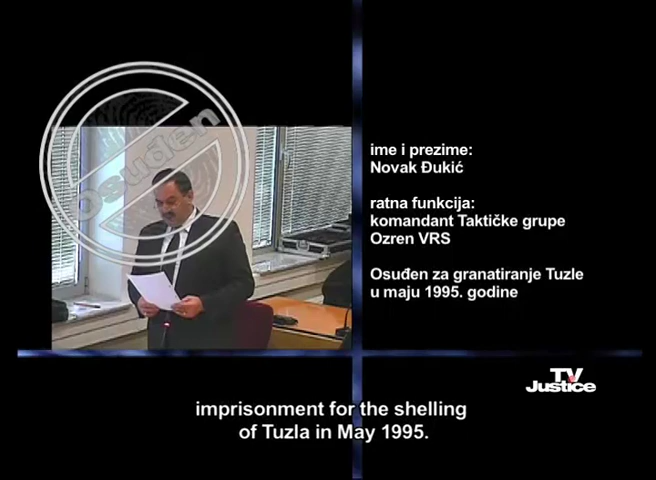 Osuđen
ime i prezime:
Novak Đukić
ratna funkcija:
komandant Taktičke grupe
Ozren VRS
Osuđen za granatiranje Tuzle
u maju 1995. godine
TV
Justice
imprisonment for the shelling
of Tuzla in May 1995.